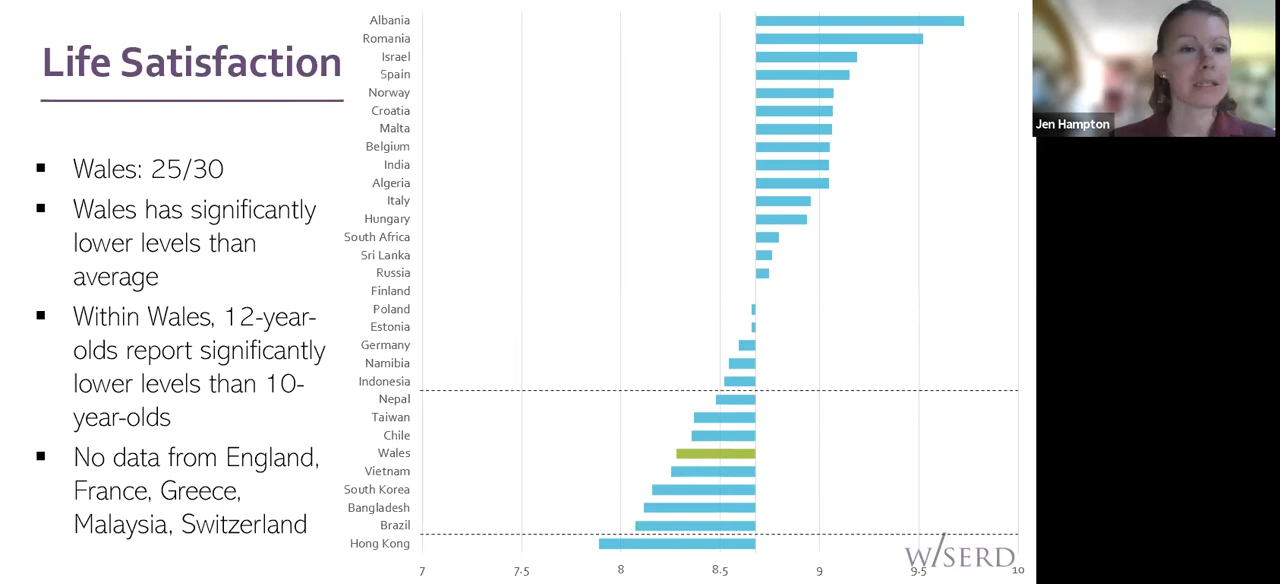 Life Satisfaction
▪ Wales: 25/30
▪ Wales has significantly
lower levels than
average
▪ Within Wales, 12-year-
olds report significantly
lower levels than 10-
year-olds
▪ No data from England,
France, Greece,
Malaysia, Switzerland
Albania
Romania
Israel
Spain
Norway
Croatia
Malta
Belgium
India
Algeria
Italy
Hungary
South Africa
Sri Lanka
Russia
Finland
Poland
Estonia
Germany
Namibia
Indonesia
Nepal
Taiwan
Chile
Wales
Vietnam
South Korea
Bangladesh
Brazil
Hong Kong
7 7.5 8 8.5 9 9.5 10
W/SERD
Jen Hampton